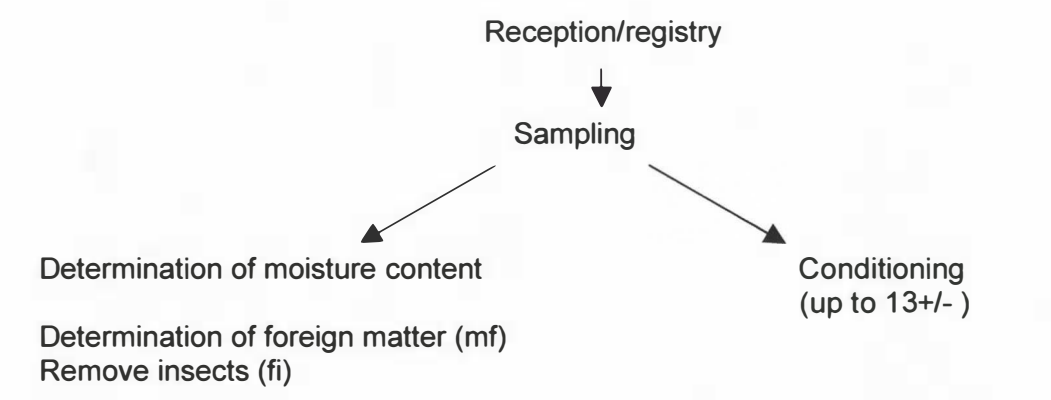 Reception/registry
Sampling
Determination of moisture content
Conditioning
(up to 13+/- )
Determination of foreign matter (mf)
Remove insects (fi)